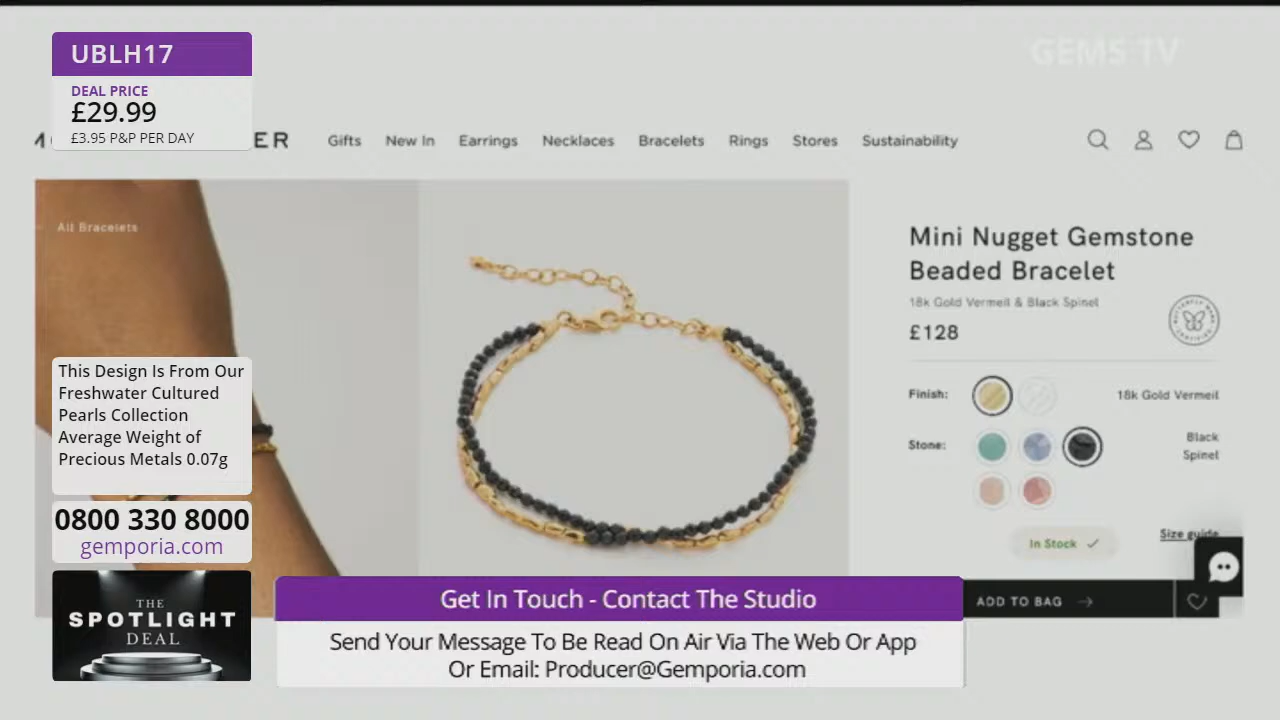 UBLH17
GEMS TV
DEAL PRICE
£29.99
£3.95 P&P PER DAY
ER
Gifts New In Earrings Necklaces Bracelets Rings Stores Sustainability
All Bracelets
Mini Nugget Gemstone
Beaded Bracelet
18k Gold Vermeil & Black Spinel
£128
Finish: 18k Gold Vermeil
Stone: Black
Spinel
This Design Is From Our
Freshwater Cultured
Pearls Collection
Average Weight of
Precious Metals 0.07g
0800 330 8000
gemporia.com
In Stock
Size guide
ADD TO BAG
THE
SPOTLIGHT
DEAL
Get In Touch - Contact The Studio
Send Your Message To Be Read On Air Via The Web Or App
Or Email: Producer@Gemporia.com